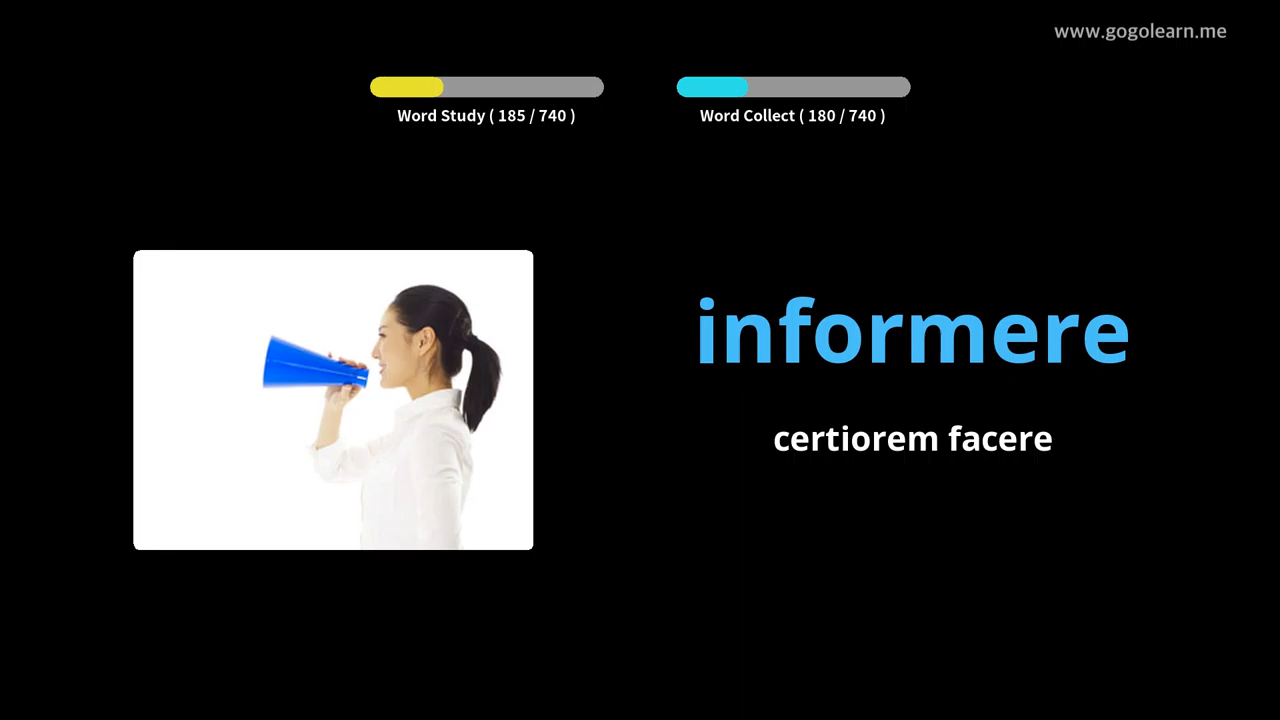 www.gogolearn.me
Word Study ( 185 / 740 )
Word Collect ( 180 / 740 )
informere
certiorem facere